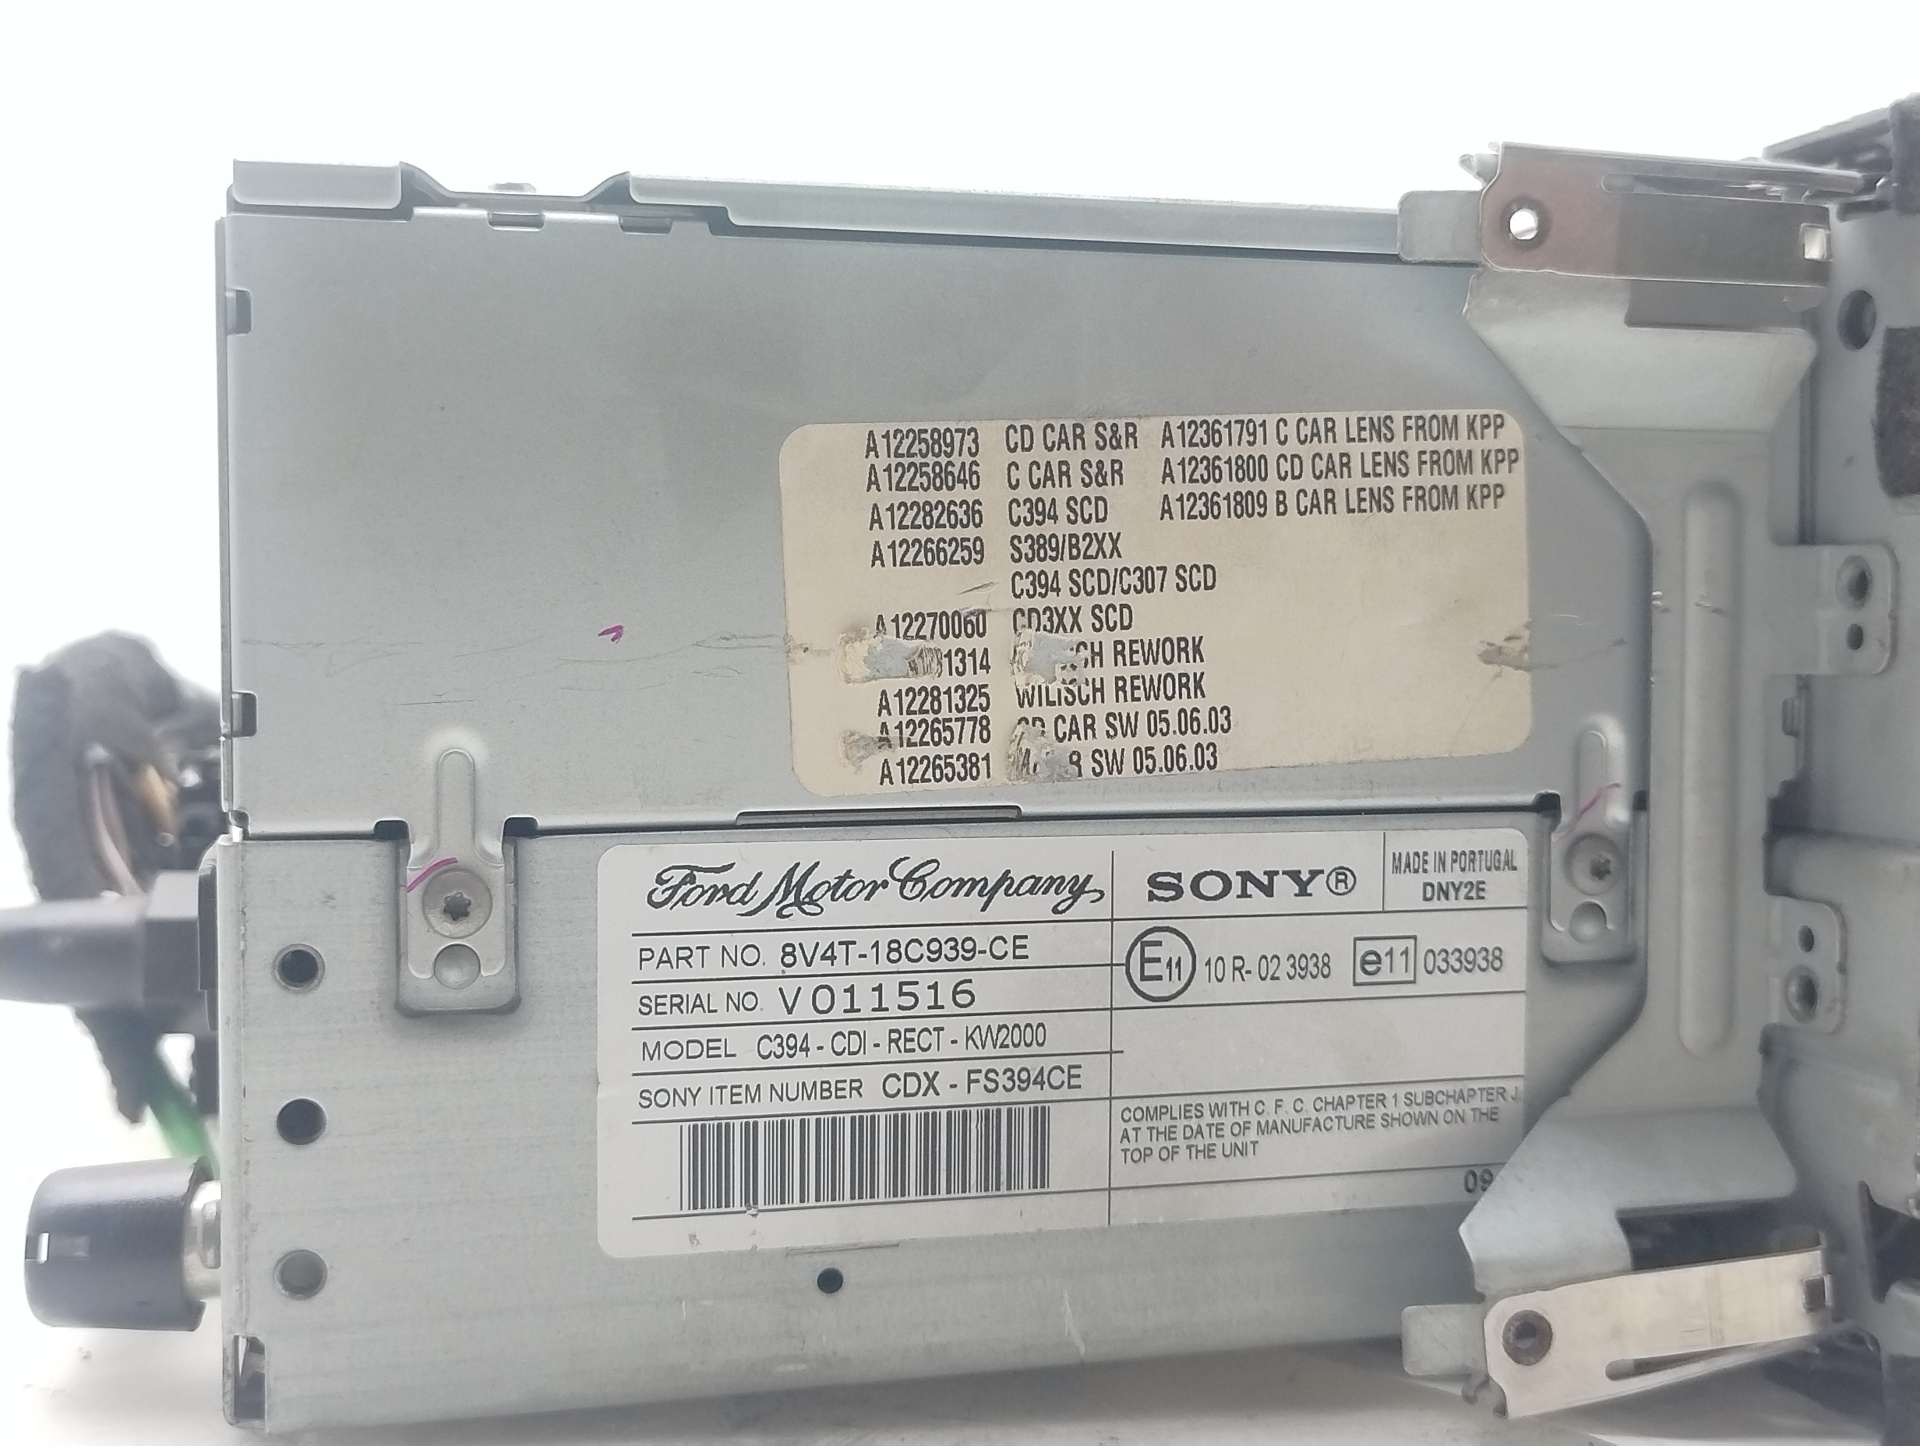 A12258973 CD CAR S&R A12361791 C CAR LENS FROM KPP
A12258646 C CAR S&R A12361800 CD CAR LENS FROM KPP
A12282636 C394 SCD A12361809 B CAR LENS FROM KPP
A12266259 S389/B2XX
C394 SCD/C307 SCD
A12270060 CD3XX SCD
1314 REWORK
A12281325 WILISCH REWORK
A12265778 CD CAR SW 05.06.03
A12265381 SW 05.06.03
Ford Motor Company
SONY®
MADE IN PORTUGAL
DNY2E
PART NO. 8V4T-18C939-CE
SERIAL NO. V011516
MODEL C394-CDI-RECT-KW2000
SONY ITEM NUMBER CDX-FS394CE
E11 10 R-02 3938 e11 033938
COMPLIES WITH C. F. C. CHAPTER 1 SUBCHAPTER J.
AT THE DATE OF MANUFACTURE SHOWN ON THE
TOP OF THE UNIT
09